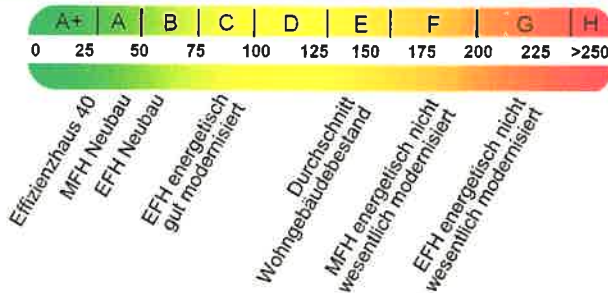 A+ A B C D E F G H
0 25 50 75 100 125 150 175 200 225 >250
Effizienzhaus 40
MFH Neubau
EFH Neubau
EFH energetisch
gut modernisiert
Durchschnitt
Wohngebäudebestand
MFH energetisch nicht
wesentlich modernisiert
EFH energetisch nicht
wesentlich modernisiert